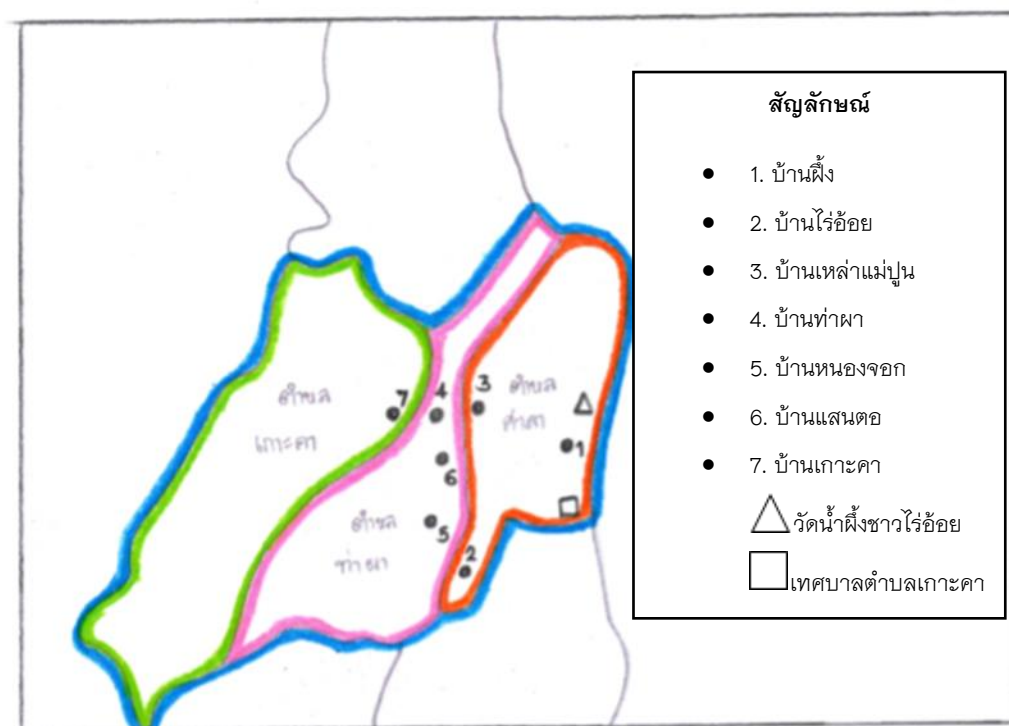 สัญลักษณ์
● 1. บ้านฝึ้ง
● 2. บ้านไร่อ้อย
● 3. บ้านเหล่าแม่ปูน
● 4. บ้านท่าผา
● 5. บ้านหนองจอก
● 6. บ้านแสนตอ
● 7. บ้านเกาะคา
วัดน้ำผึ้งชาวไร่อ้อย
เทศบาลตำบลเกาะคา
ตำบล
เกาะคา
7
4
3
ตำบล
ศาลา
1
6
ตำบล
ท่าผา
5
2